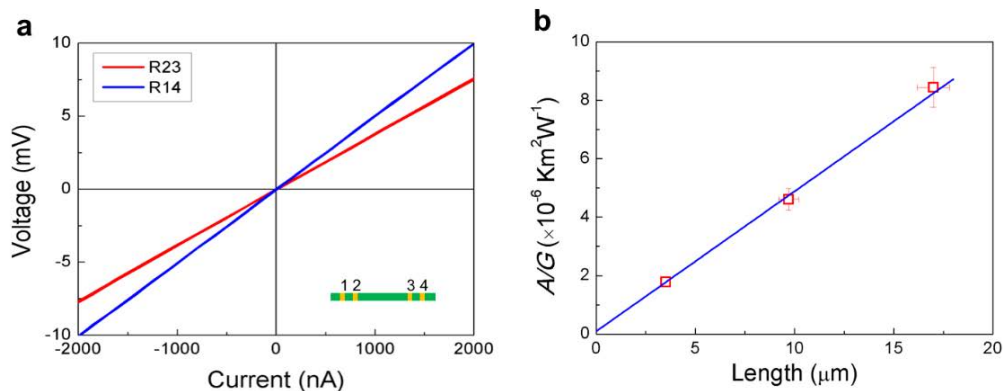 a
10
5
0
-5
-10
Voltage (mV)
R23
R14
1 2 3 4
-2000 -1000 0 1000 2000
Current (nA)
b
10
8
6
4
2
0
A/G (×10⁻⁶ Km²W⁻¹)
0 5 10 15 20
Length (μm)